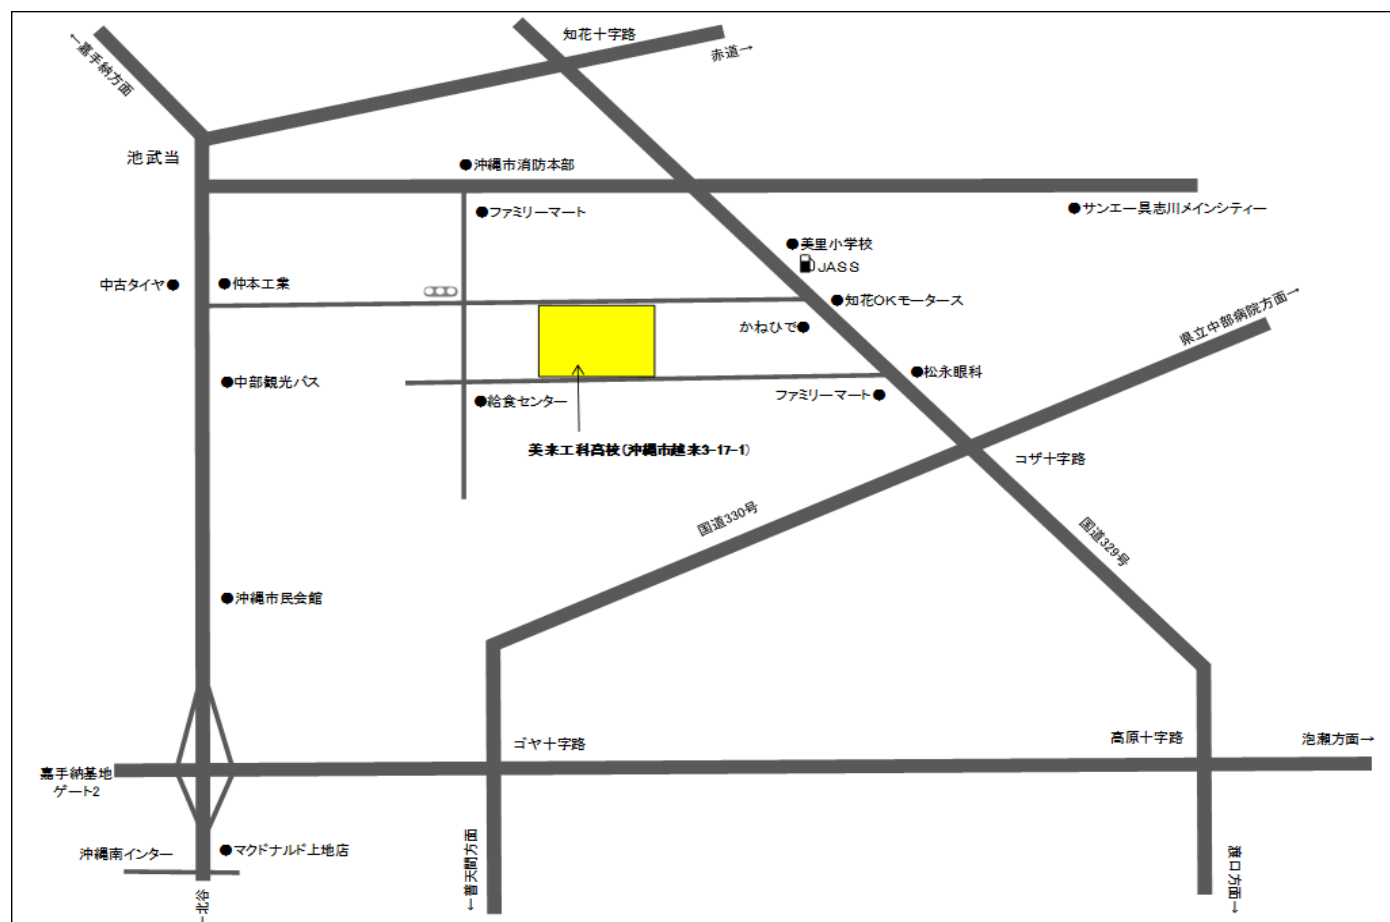 知花十字路
←嘉手納方面
赤道→
池武当
●沖縄市消防本部
●ファミリーマート
●サンエー具志川メインシティー
●美里小学校
JASS
中古タイヤ●
●仲本工業
●知花OKモータース
かねひで●
県立中部病院方面→
●中部観光バス
●松永眼科
●給食センター
ファミリーマート●
美来工科高校(沖縄市越来3-17-1)
コザ十字路
国道330号
国道329号
●沖縄市民会館
ゴヤ十字路
高原十字路
泡瀬方面→
嘉手納基地
ゲート2
沖縄南インター
●マクドナルド上地店
←普天間方面
渡口方面→
北谷